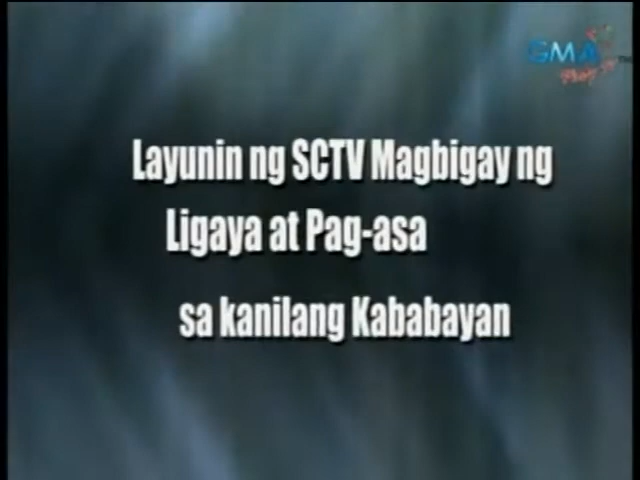 GMA
Layunin ng SCTV Magbigay ng
Ligaya at Pag-asa
sa kanilang Kababayan